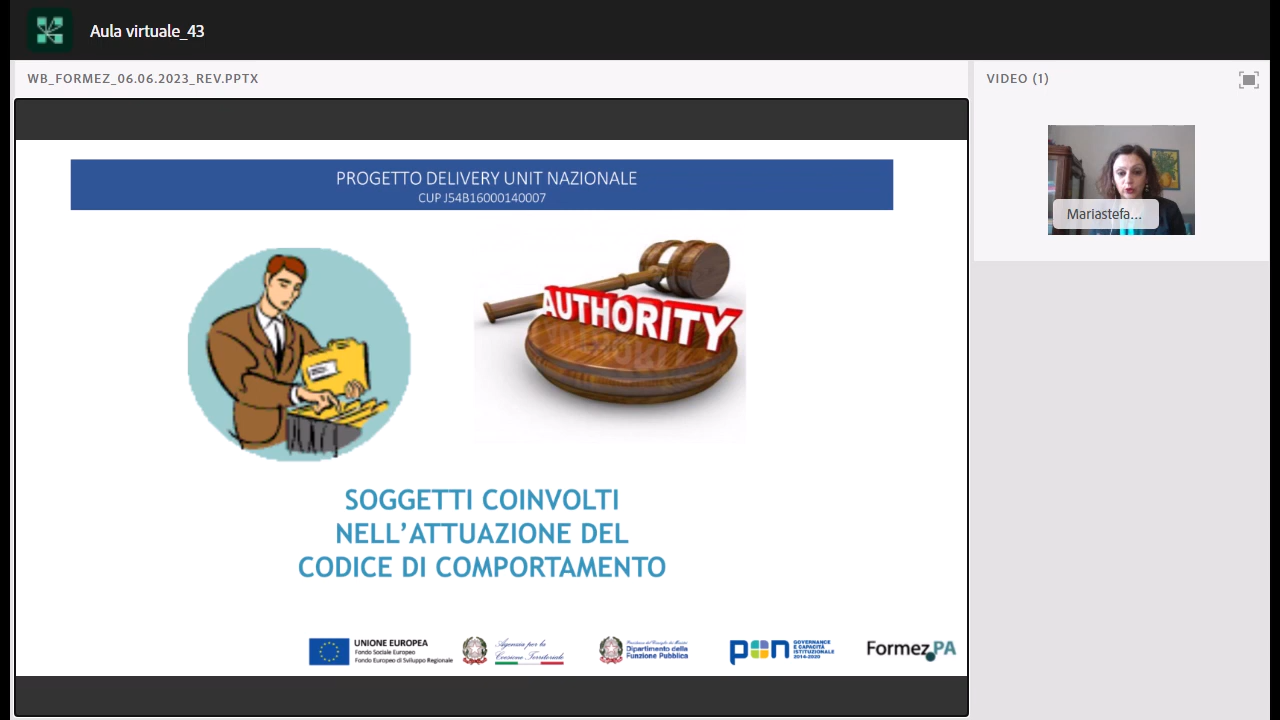 Aula virtuale_43
WB_FORMEZ_06.06.2023_REV.PPTX
VIDEO (1)
Mariastefa...
PROGETTO DELIVERY UNIT NAZIONALE
CUP J54B16000140007
AUTHORITY
SOGGETTI COINVOLTI
NELL’ATTUAZIONE DEL
CODICE DI COMPORTAMENTO
UNIONE EUROPEA
Fondo Sociale Europeo
Fondo Europeo di Sviluppo Regionale
Agenzia per la
Coesione Territoriale
Presidenza del Consiglio dei Ministri
Dipartimento della
Funzione Pubblica
pon
GOVERNANCE
E CAPACITÀ
ISTITUZIONALE
2014-2020
FormezPA